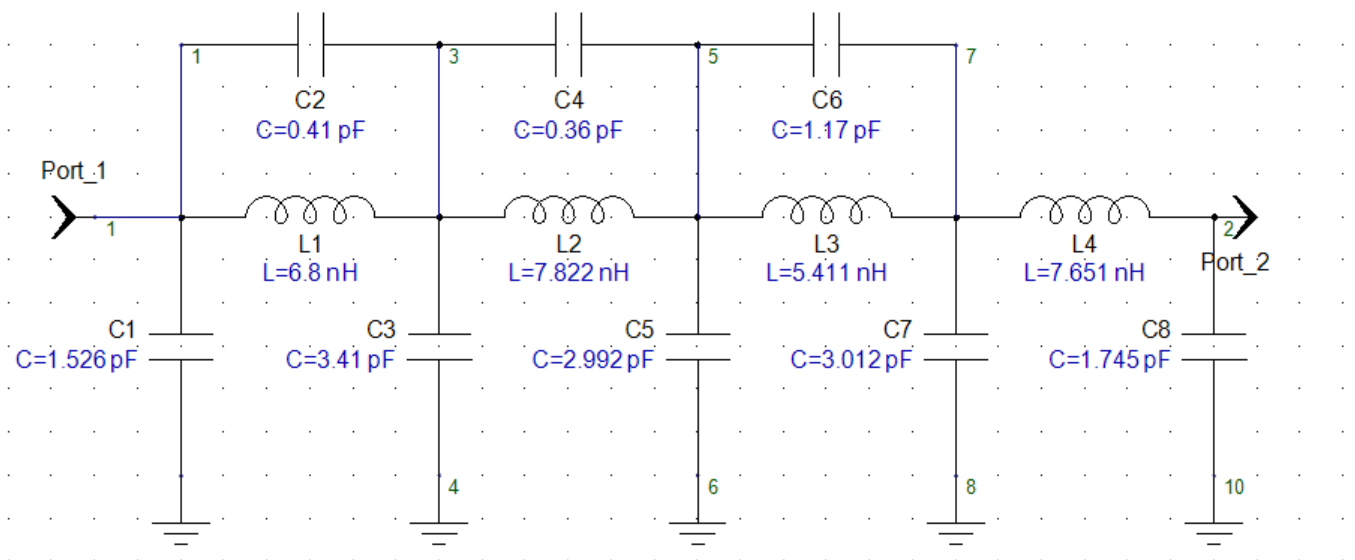 1
3
5
7
C2
C=0.41 pF
C4
C=0.36 pF
C6
C=1.17 pF
Port_1
1
L1
L=6.8 nH
L2
L=7.822 nH
L3
L=5.411 nH
L4
L=7.651 nH
2
Port_2
C1
C=1.526 pF
C3
C=3.41 pF
C5
C=2.992 pF
C7
C=3.012 pF
C8
C=1.745 pF
4
6
8
10